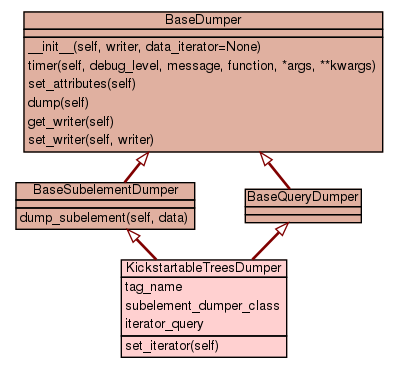 BaseDumper
__init__(self, writer, data_iterator=None)
timer(self, debug_level, message, function, *args, **kwargs)
set_attributes(self)
dump(self)
get_writer(self)
set_writer(self, writer)
BaseSubelementDumper
dump_subelement(self, data)
BaseQueryDumper
KickstartableTreesDumper
tag_name
subelement_dumper_class
iterator_query
set_iterator(self)